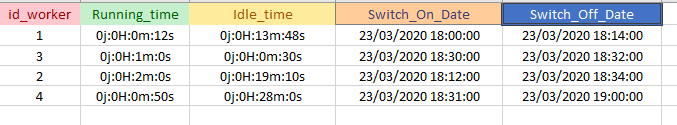 id_worker Running_time Idle_time Switch_On_Date Switch_Off_Date
1 0j:0H:0m:12s 0j:0H:13m:48s 23/03/2020 18:00:00 23/03/2020 18:14:00
3 0j:0H:1m:0s 0j:0H:0m:30s 23/03/2020 18:30:00 23/03/2020 18:32:00
2 0j:0H:2m:0s 0j:0H:19m:10s 23/03/2020 18:12:00 23/03/2020 18:34:00
4 0j:0H:0m:50s 0j:0H:28m:0s 23/03/2020 18:31:00 23/03/2020 19:00:00